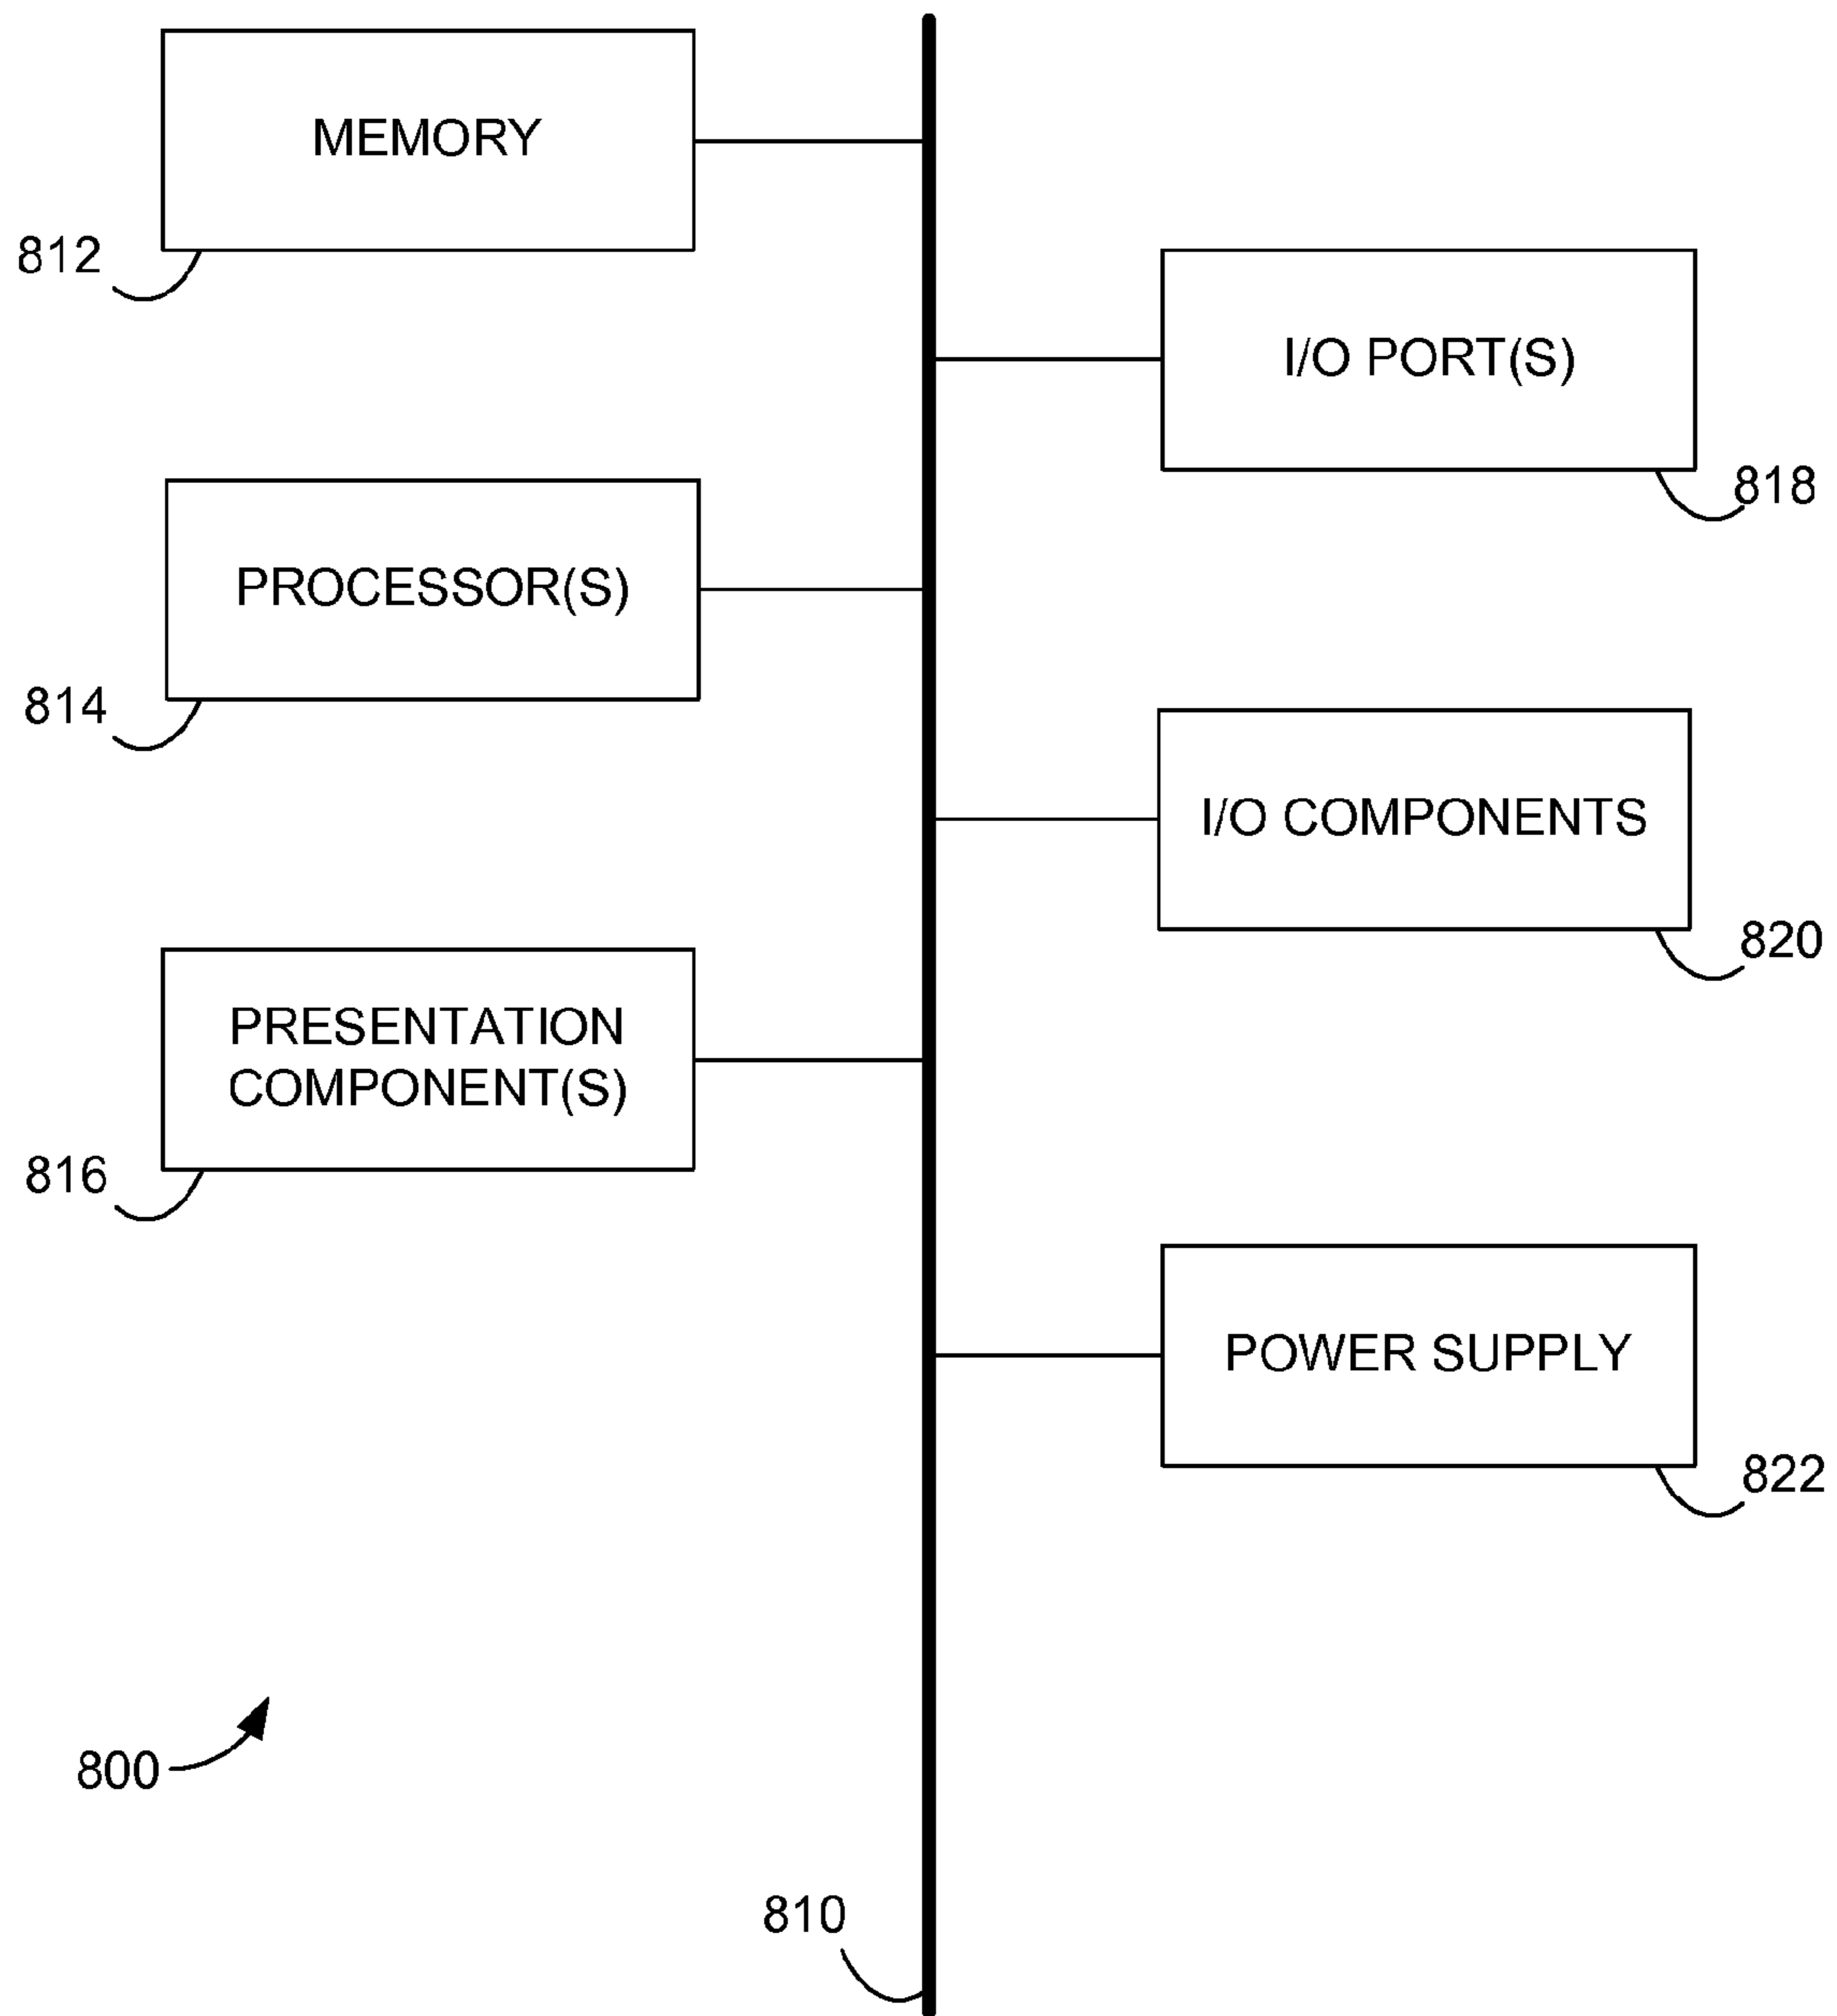 MEMORY
812
I/O PORT(S)
818
PROCESSOR(S)
814
I/O COMPONENTS
820
PRESENTATION
COMPONENT(S)
816
POWER SUPPLY
822
800
810